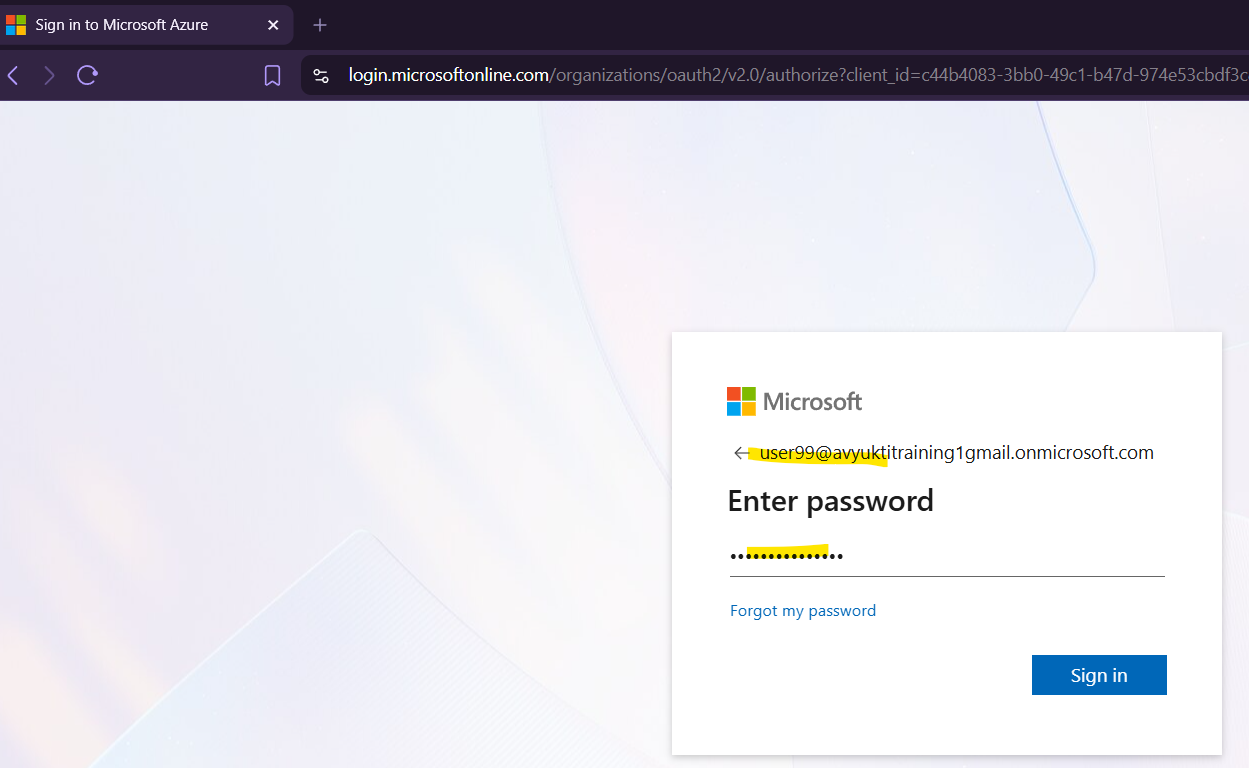 Sign in to Microsoft Azure
login.microsoftonline.com/organizations/oauth2/v2.0/authorize?client_id=c44b4083-3bb0-49c1-b47d-974e53cbdf3c
Microsoft
user99@avyuktitraining1gmail.onmicrosoft.com
Enter password
Forgot my password
Sign in